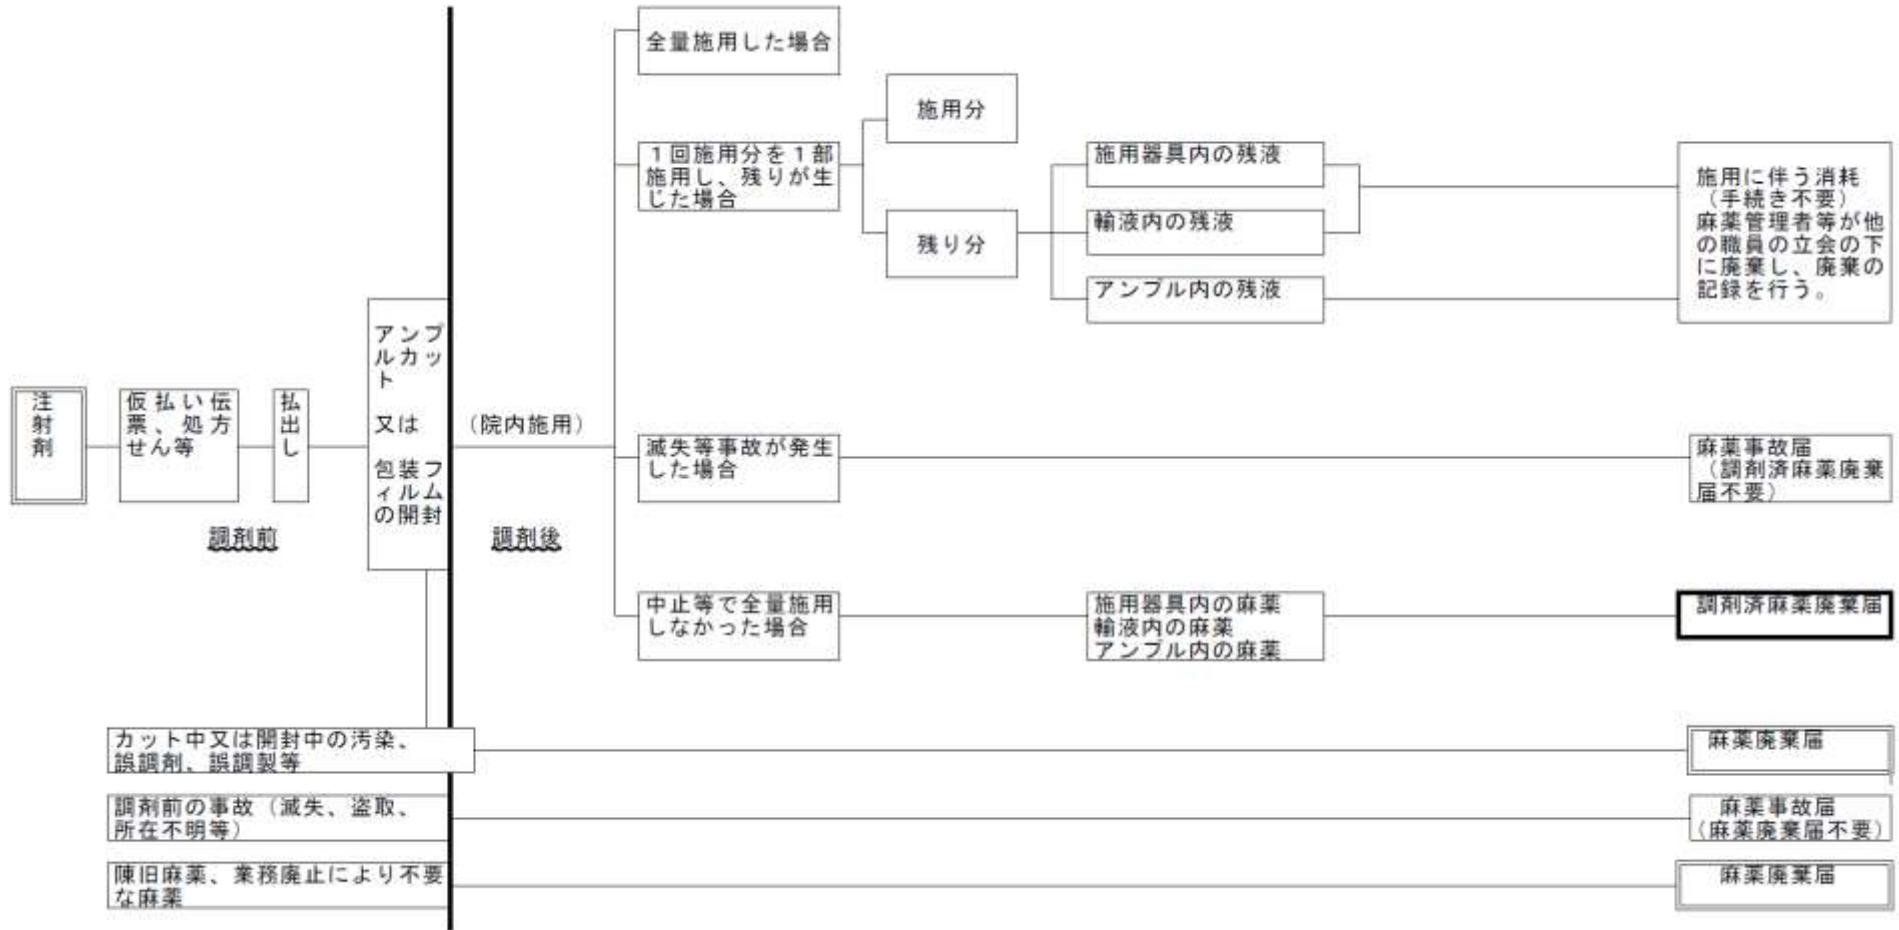 全量施用した場合
施用分
１回施用分を１部
施用し、残りが生
じた場合
残り分
施用器具内の残液
輸液内の残液
アンプル内の残液
施用に伴う消耗
（手続き不要）
麻薬管理者等が他
の職員の立会の下
に廃棄し、廃棄の
記録を行う。
注
射
剤
仮払い伝
票、処方
せん等
払
出
し
アンプ
ルカッ
ト
又は
包装フ
ィルム
の開封
（院内施用）
調剤前
調剤後
滅失等事故が発生
した場合
麻薬事故届
（調剤済麻薬廃棄
届不要）
中止等で全量施用
しなかった場合
施用器具内の麻薬
輸液内の麻薬
アンプル内の麻薬
調剤済麻薬廃棄届
カット中又は開封中の汚染、
誤調剤、誤調製等
麻薬廃棄届
調剤前の事故（滅失、盗取、
所在不明等）
麻薬事故届
（麻薬廃棄届不要）
陳旧麻薬、業務廃止により不要
な麻薬
麻薬廃棄届